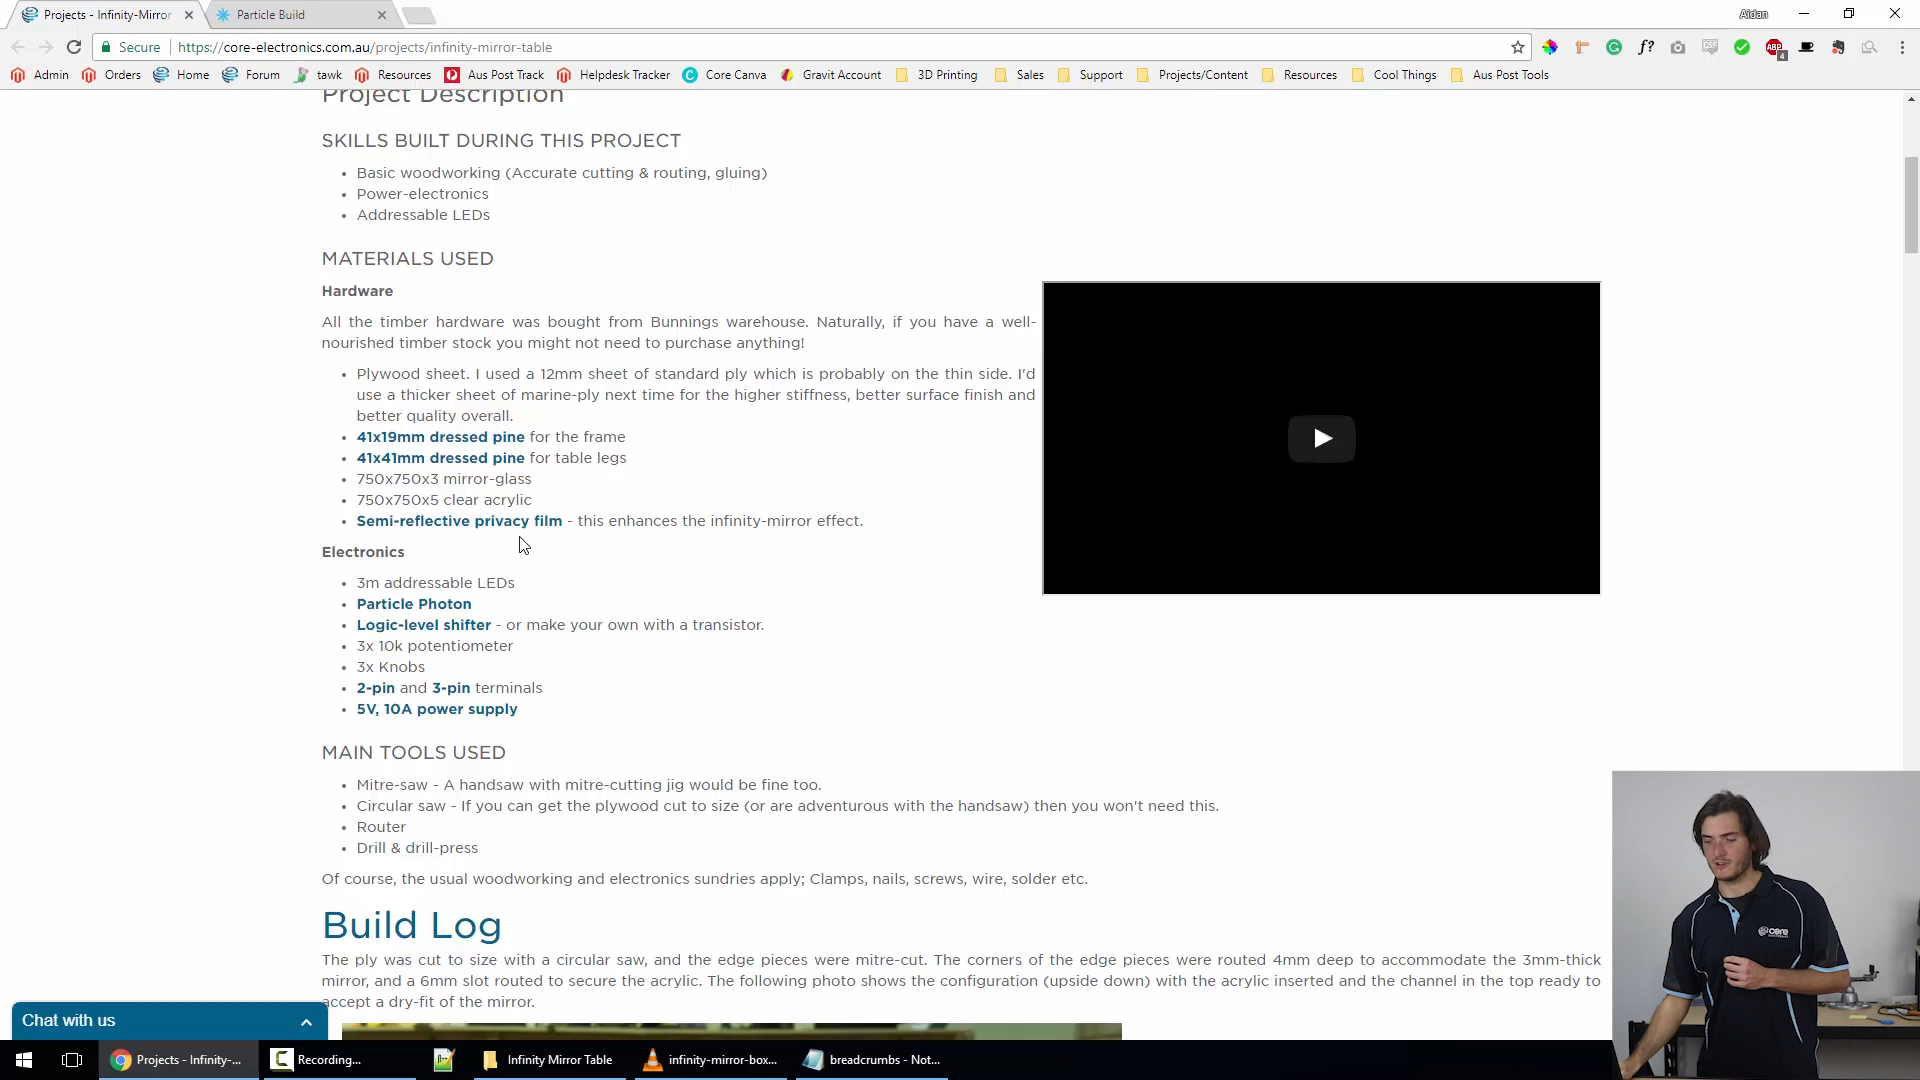 Projects - Infinity-Mirror
Particle Build
Aidan
Secure
https://core-electronics.com.au/projects/infinity-mirror-table
f?
ABP
4
Admin
Orders
Home
Forum
tawk
Resources
Aus Post Track
Helpdesk Tracker
Core Canva
Gravit Account
3D Printing
Sales
Support
Projects/Content
Resources
Cool Things
Aus Post Tools
Project Description
SKILLS BUILT DURING THIS PROJECT
• Basic woodworking (Accurate cutting & routing, gluing)
• Power-electronics
• Addressable LEDs
MATERIALS USED
Hardware
All the timber hardware was bought from Bunnings warehouse. Naturally, if you have a well-
nourished timber stock you might not need to purchase anything!
• Plywood sheet. I used a 12mm sheet of standard ply which is probably on the thin side. I'd
use a thicker sheet of marine-ply next time for the higher stiffness, better surface finish and
better quality overall.
• 41x19mm dressed pine for the frame
• 41x41mm dressed pine for table legs
• 750x750x3 mirror-glass
• 750x750x5 clear acrylic
• Semi-reflective privacy film - this enhances the infinity-mirror effect.
Electronics
• 3m addressable LEDs
• Particle Photon
• Logic-level shifter - or make your own with a transistor.
• 3x 10k potentiometer
• 3x Knobs
• 2-pin and 3-pin terminals
• 5V, 10A power supply
MAIN TOOLS USED
• Mitre-saw - A handsaw with mitre-cutting jig would be fine too.
• Circular saw - If you can get the plywood cut to size (or are adventurous with the handsaw) then you won't need this.
• Router
• Drill & drill-press
Of course, the usual woodworking and electronics sundries apply; Clamps, nails, screws, wire, solder etc.
Build Log
The ply was cut to size with a circular saw, and the edge pieces were mitre-cut. The corners of the edge pieces were routed 4mm deep to accommodate the 3mm-thick
mirror, and a 6mm slot routed to secure the acrylic. The following photo shows the configuration (upside down) with the acrylic inserted and the channel in the top ready to
accept a dry-fit of the mirror.
Chat with us
core
Projects - Infinity-...
Recording...
Infinity Mirror Table
infinity-mirror-box...
breadcrumbs - Not...